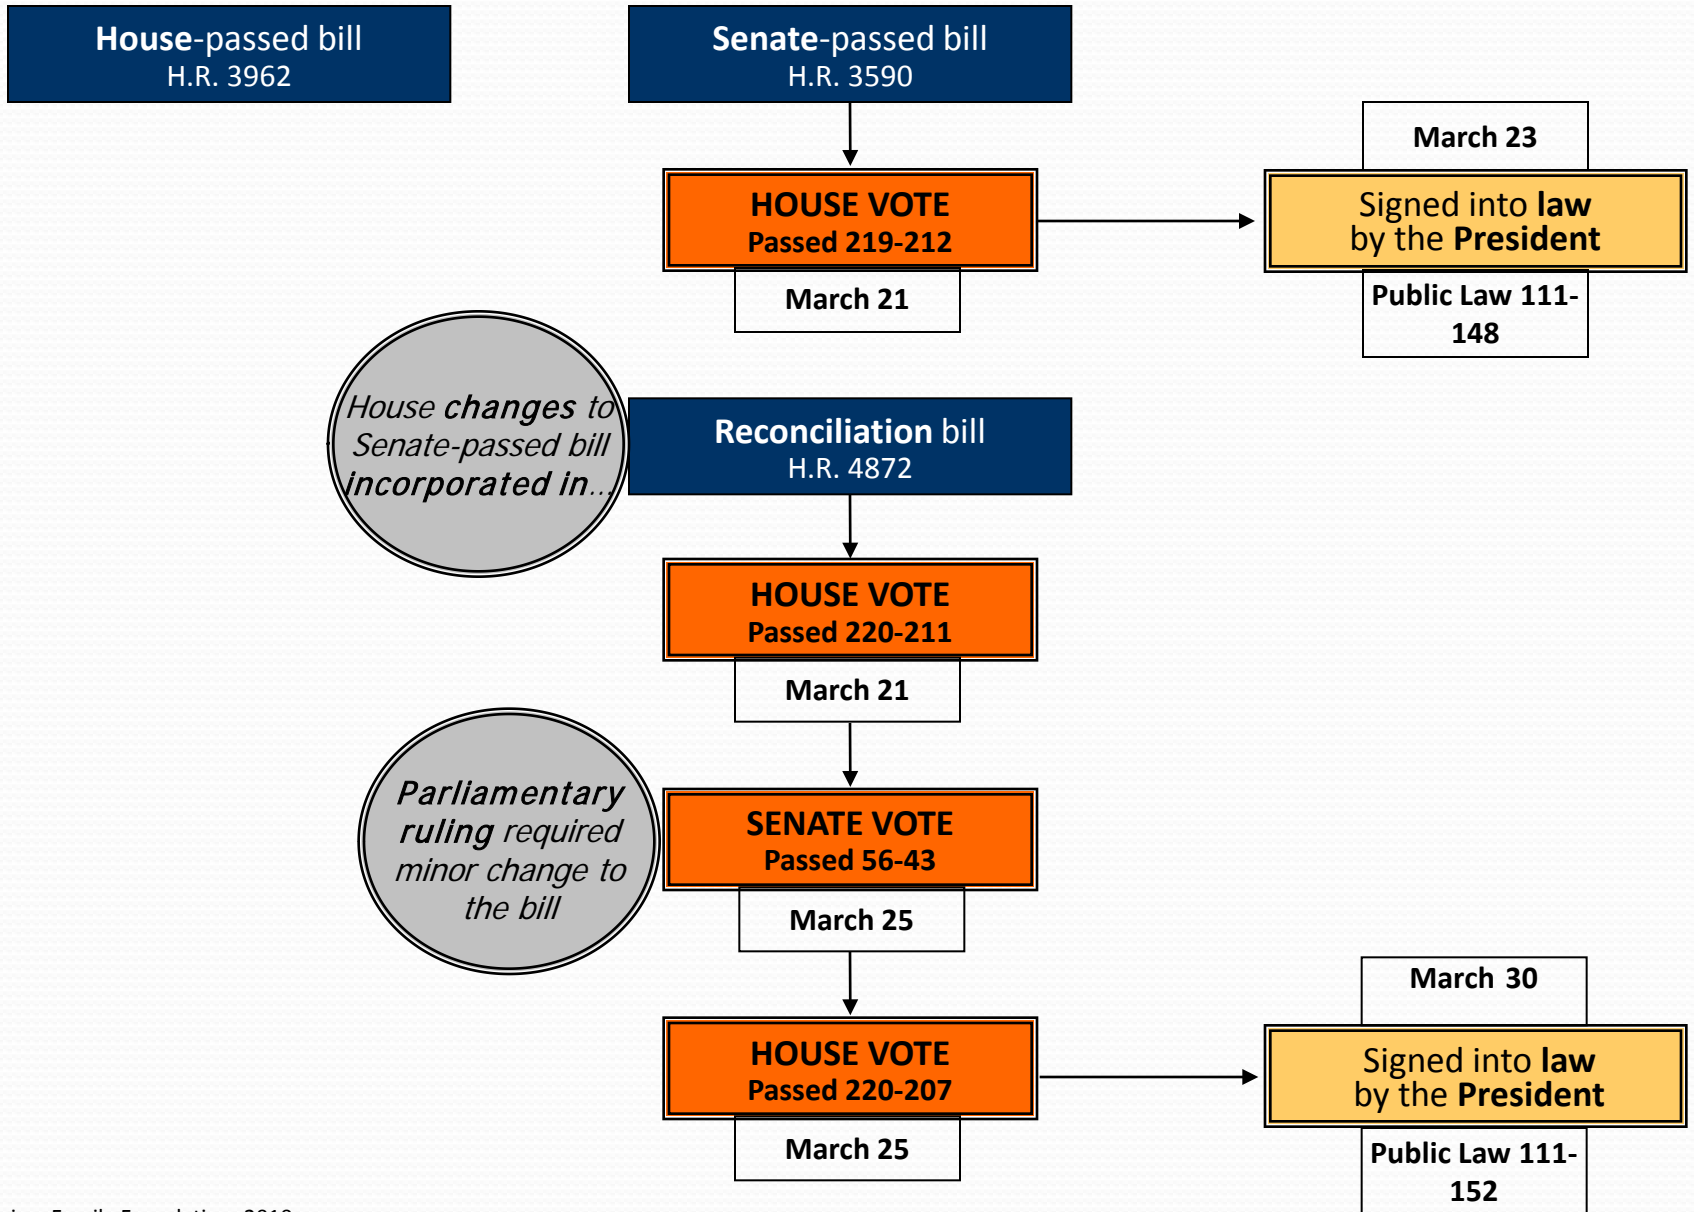 House-passed bill
H.R. 3962
Senate-passed bill
H.R. 3590
March 23
HOUSE VOTE
Passed 219-212
Signed into law
by the President
March 21
Public Law 111-
148
House changes to
Senate-passed bill
incorporated in...
Reconciliation bill
H.R. 4872
HOUSE VOTE
Passed 220-211
March 21
Parliamentary
ruling required
minor change to
the bill
SENATE VOTE
Passed 56-43
March 25
March 30
HOUSE VOTE
Passed 220-207
Signed into law
by the President
March 25
Public Law 111-
152